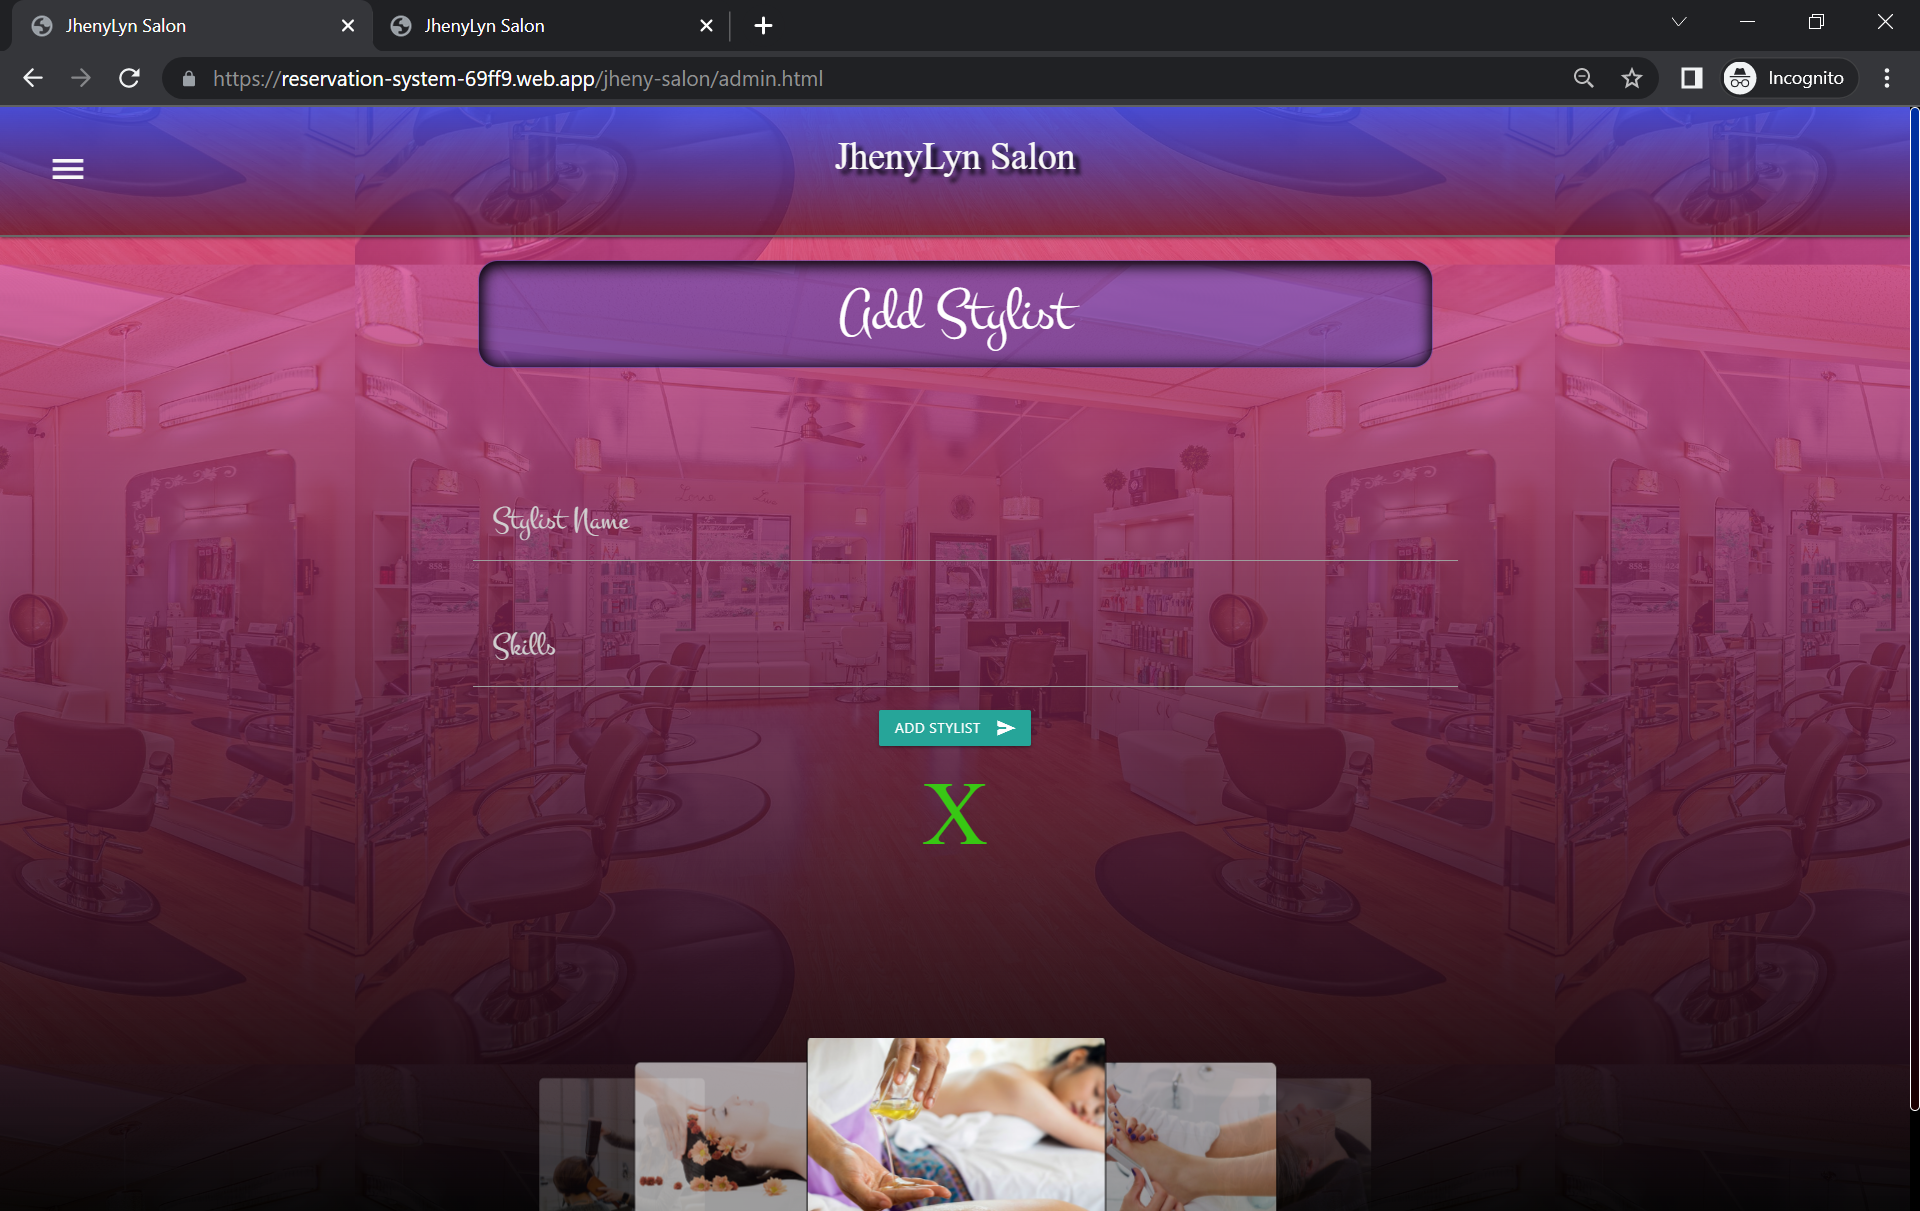 JhenyLyn Salon
JhenyLyn Salon
https://reservation-system-69ff9.web.app/jheny-salon/admin.html
Incognito
JhenyLyn Salon
Add Stylist
Stylist Name
Skills
ADD STYLIST
X